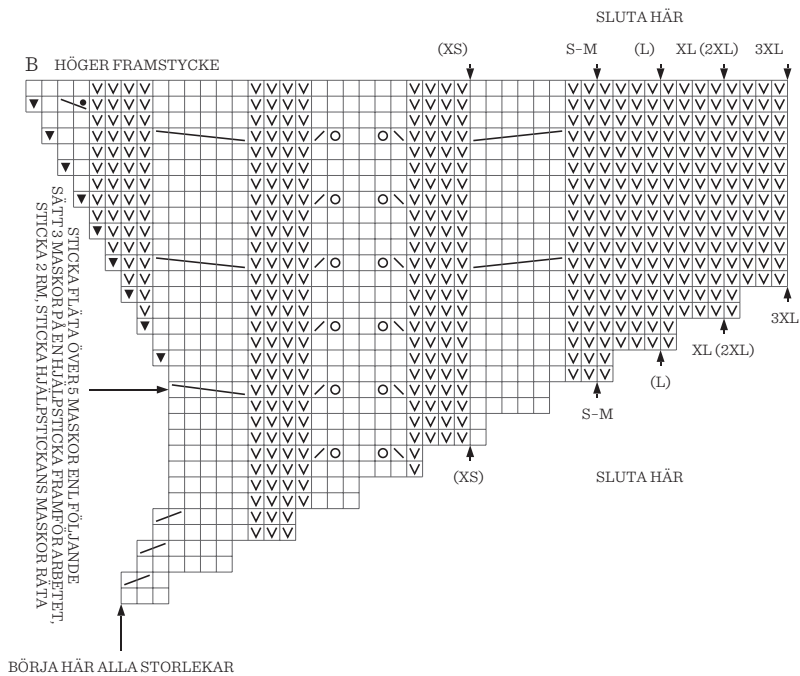 SLUTA HÄR
(XS) S–M (L) XL (2XL) 3XL
B HÖGER FRAMSTYCKE
STICKA FLÄTA ÖVER 5 MASKOR ENL FÖLJANDE
SÄTT 3 MASKOR PÅ EN HJÄLPSTICKA FRAMFÖR ARBETET,
STICKA 2 RM, STICKA HJÄLPSTICKANS MASKOR RÄTA
3XL
XL (2XL)
(L)
S–M
(XS)
SLUTA HÄR
BÖRJA HÄR ALLA STORLEKAR